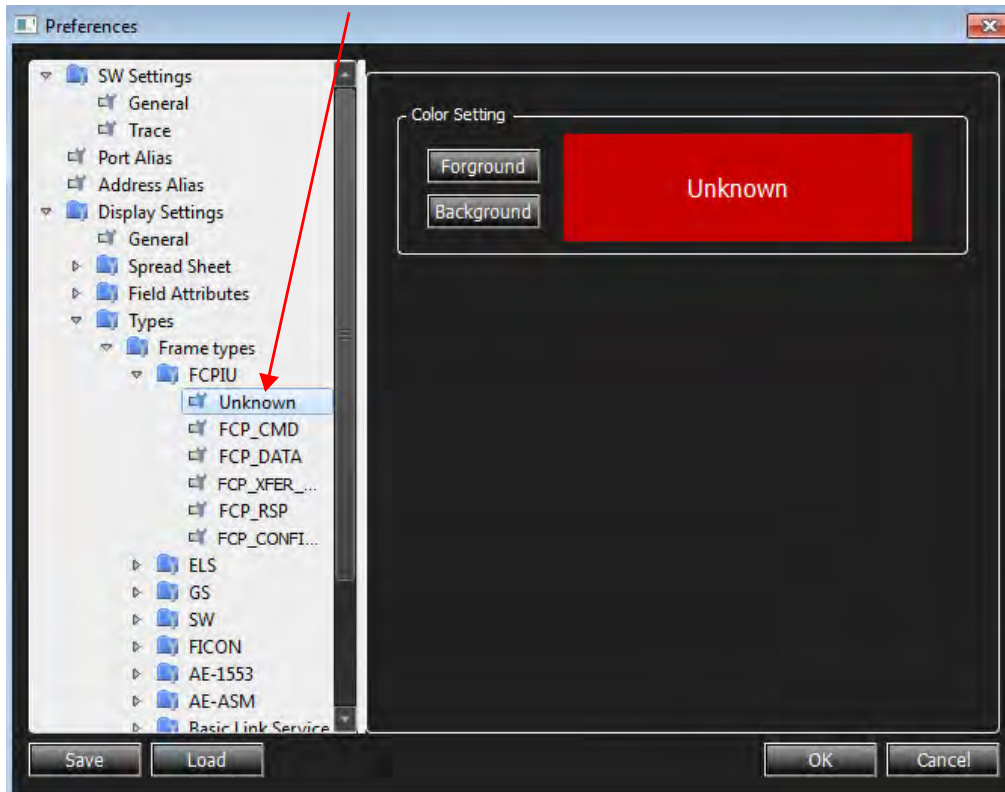 Preferences
SW Settings
General
Trace
Port Alias
Address Alias
Display Settings
General
Spread Sheet
Field Attributes
Types
Frame types
FCPIU
Unknown
FCP_CMD
FCP_DATA
FCP_XFER_...
FCP_RSP
FCP_CONFI...
ELS
GS
SW
FICON
AE-1553
AE-ASM
Basic Link Service
Color Setting
Forground
Background
Unknown
Save
Load
OK
Cancel